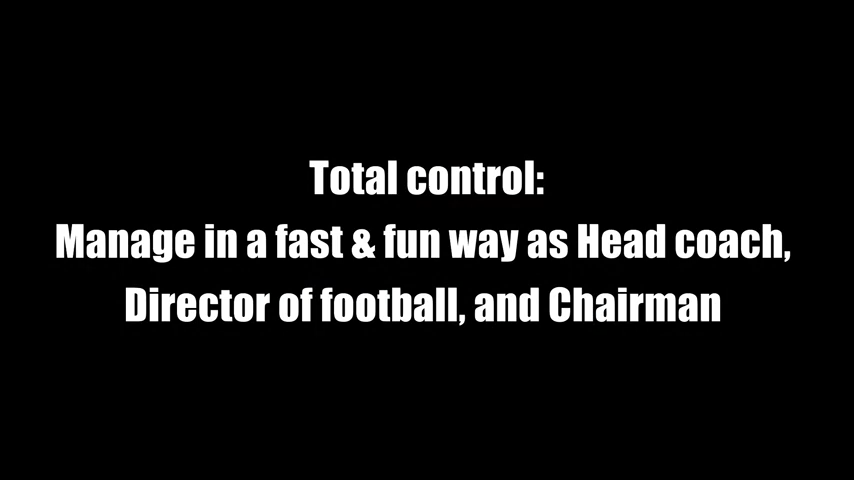 Total control:
Manage in a fast & fun way as Head coach,
Director of football, and Chairman